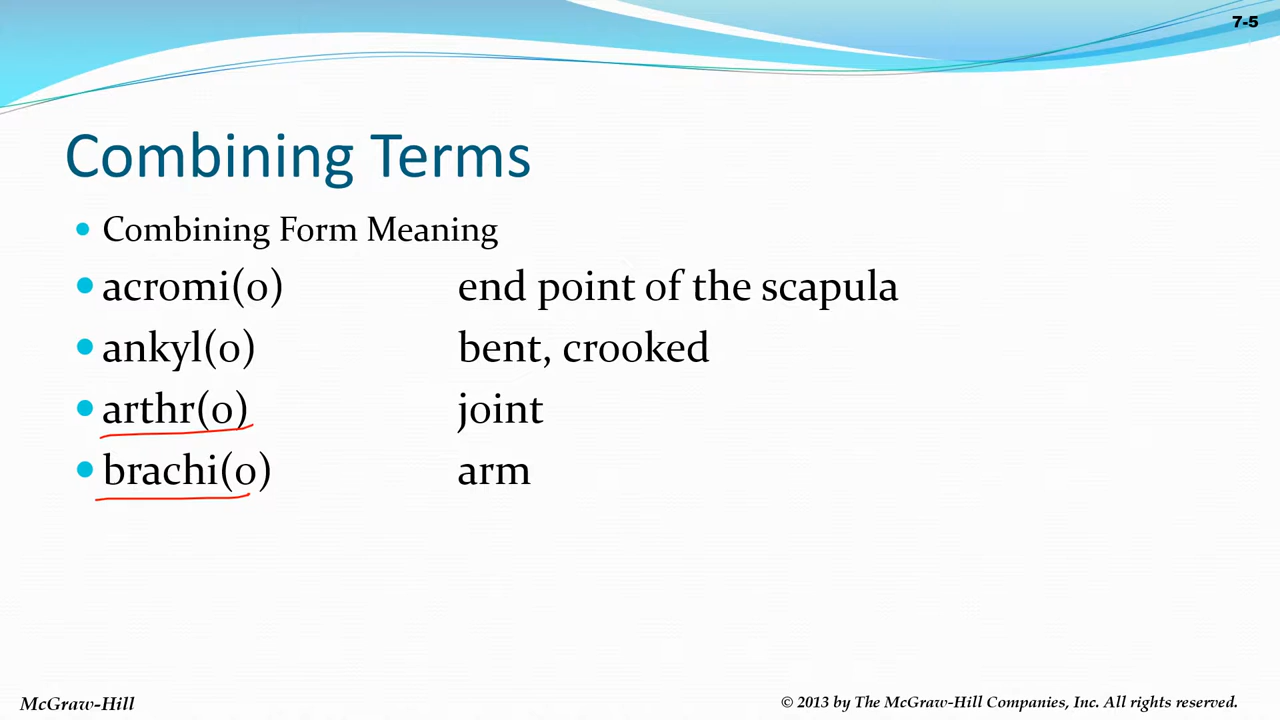 7-5
Combining Terms
• Combining Form Meaning
• acromi(o) end point of the scapula
• ankyl(o) bent, crooked
• arthr(o) joint
• brachi(o) arm
McGraw-Hill © 2013 by The McGraw-Hill Companies, Inc. All rights reserved.